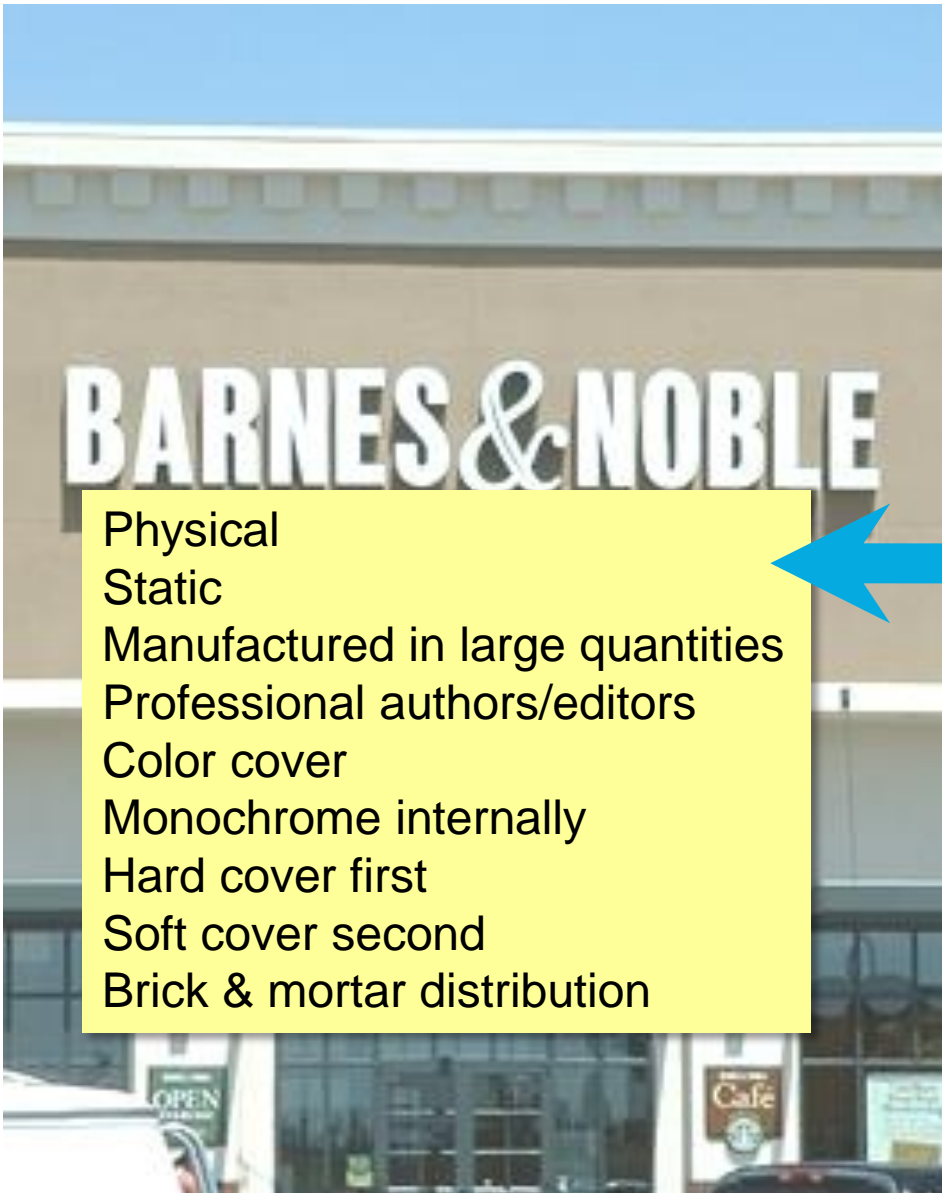 BARNES & NOBLE
Physical
Static
Manufactured in large quantities
Professional authors/editors
Color cover
Monochrome internally
Hard cover first
Soft cover second
Brick & mortar distribution
OPEN
Café